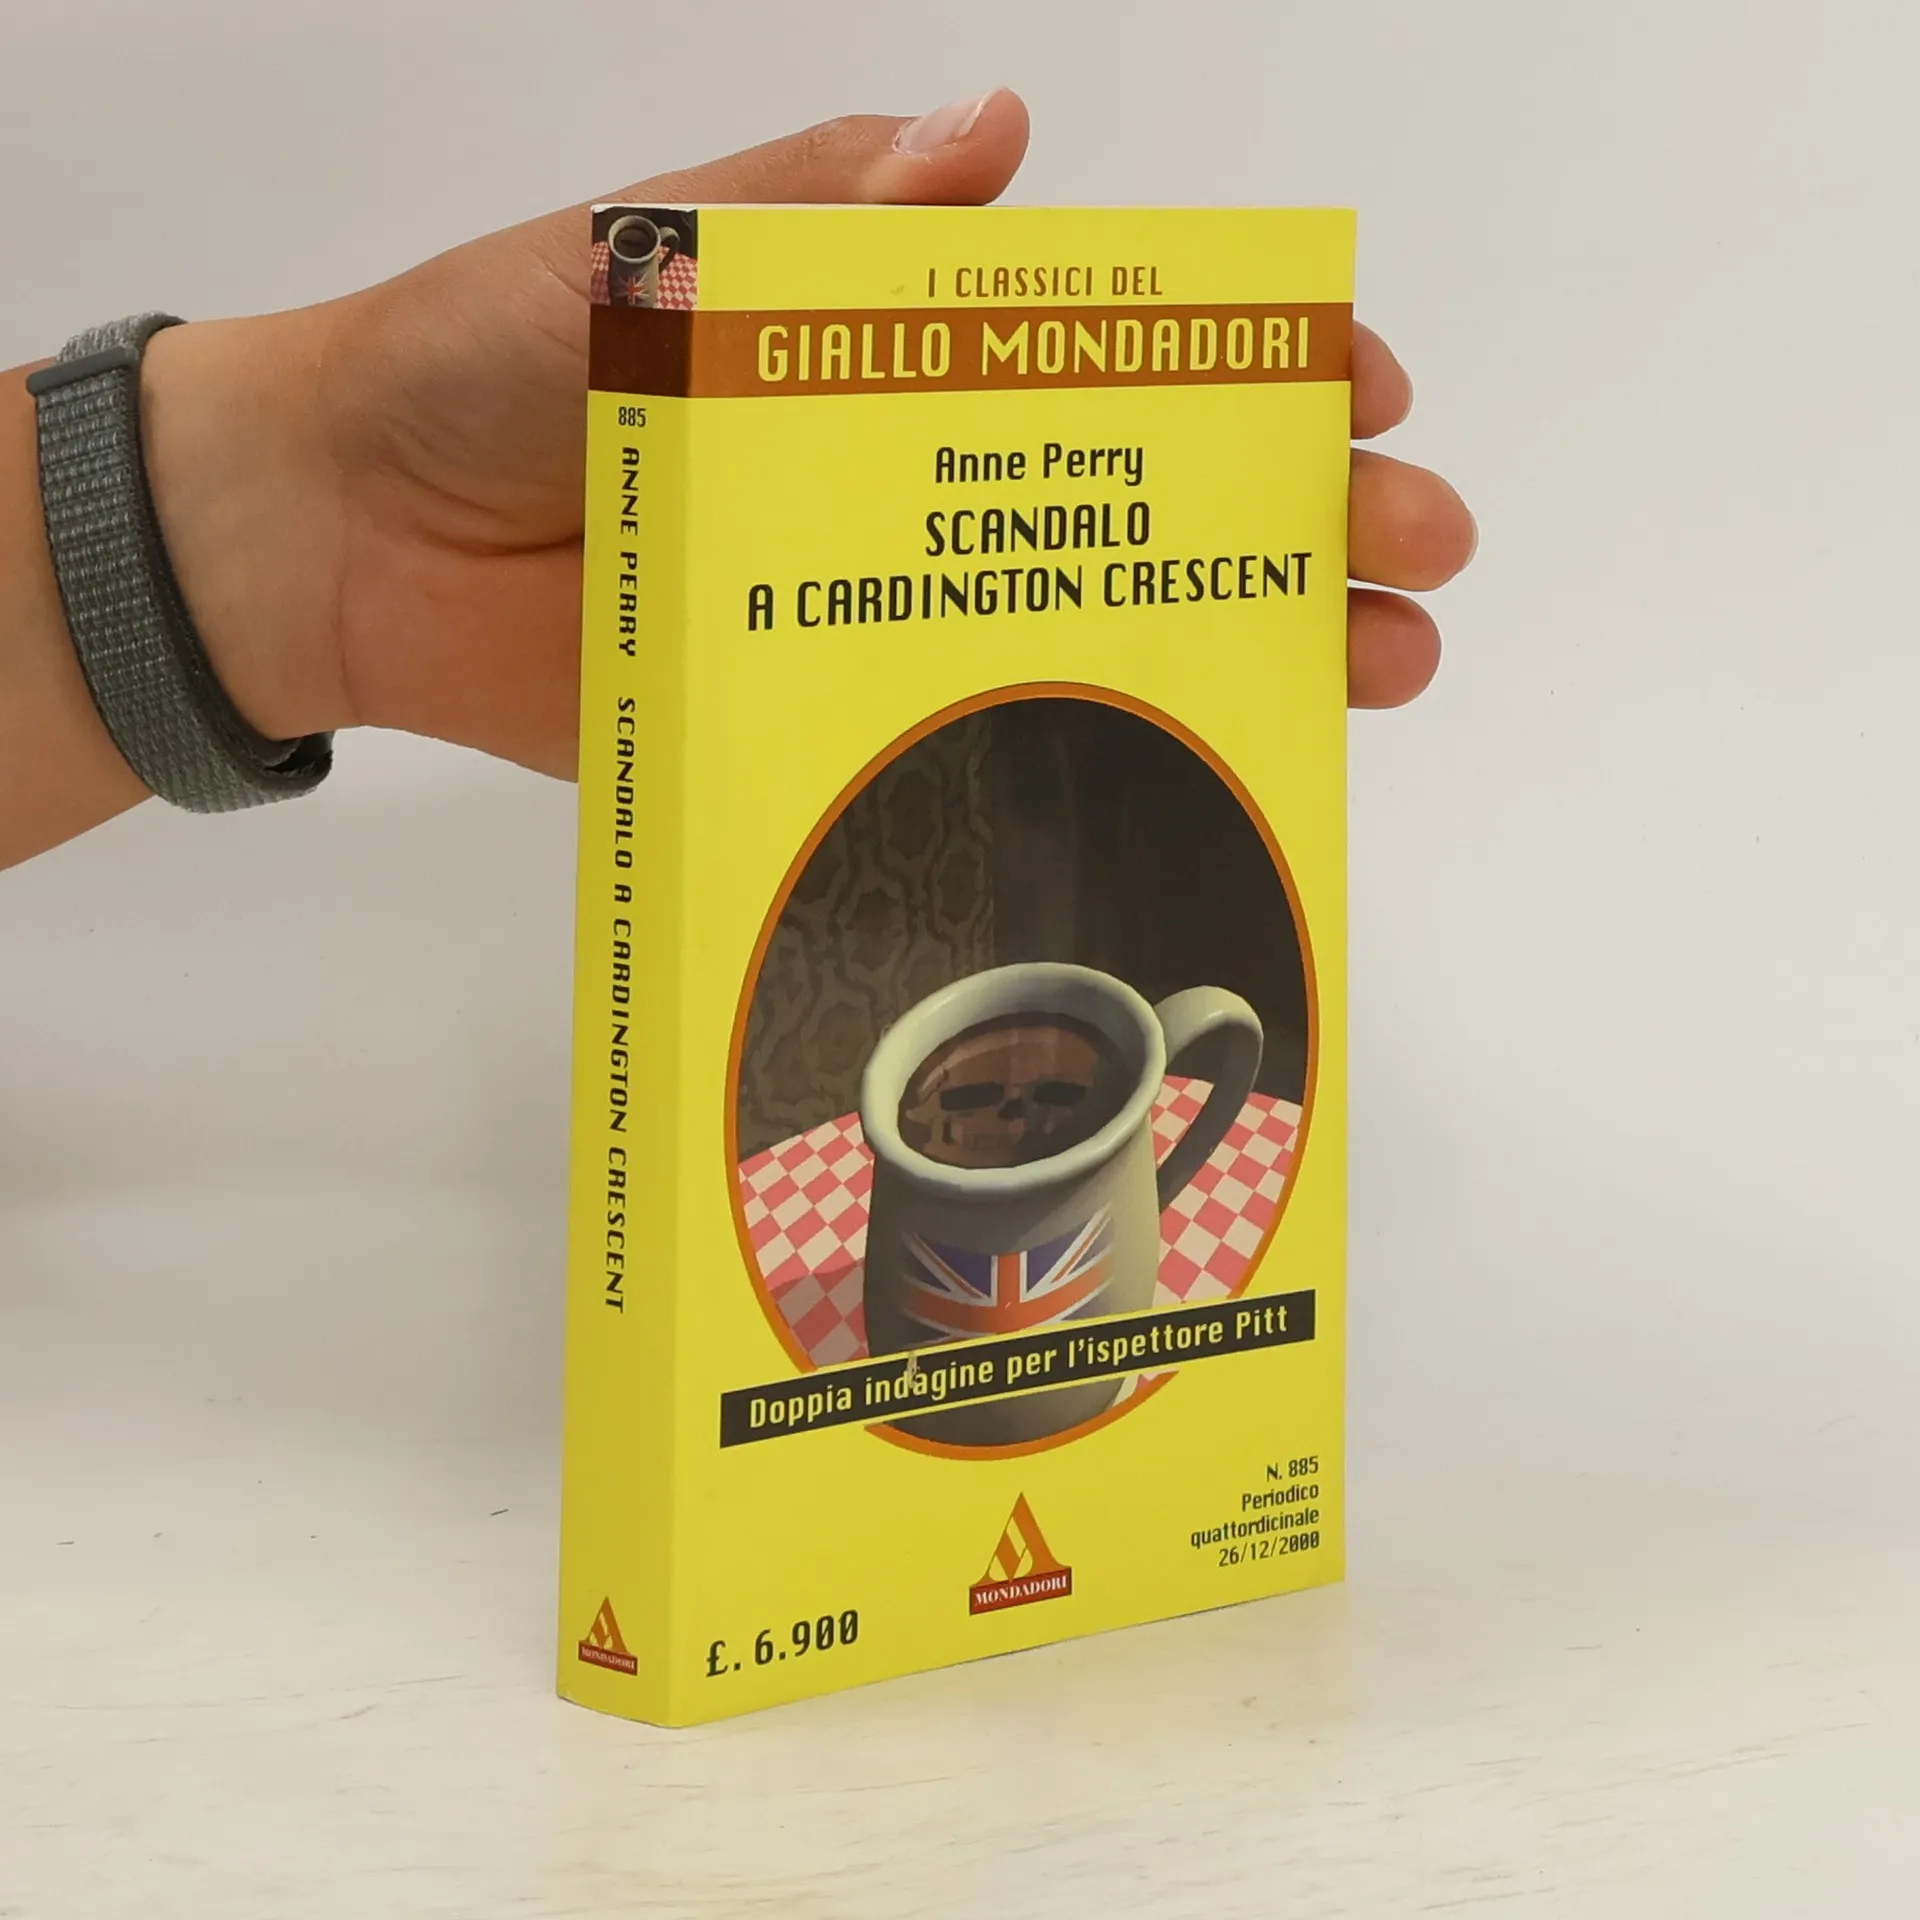 I CLASSICI DEL
GIALLO MONDADORI
Anne Perry
SCANDALO
A CARDINGTON CRESCENT
Doppia indagine per l'ispettore Pitt
N. 885
Periodico
quattordicinale
26/12/2000
MONDADORI
£. 6.900
885
ANNE PERRY SCANDALO A CARDINGTON CRESCENT
MONDADORI